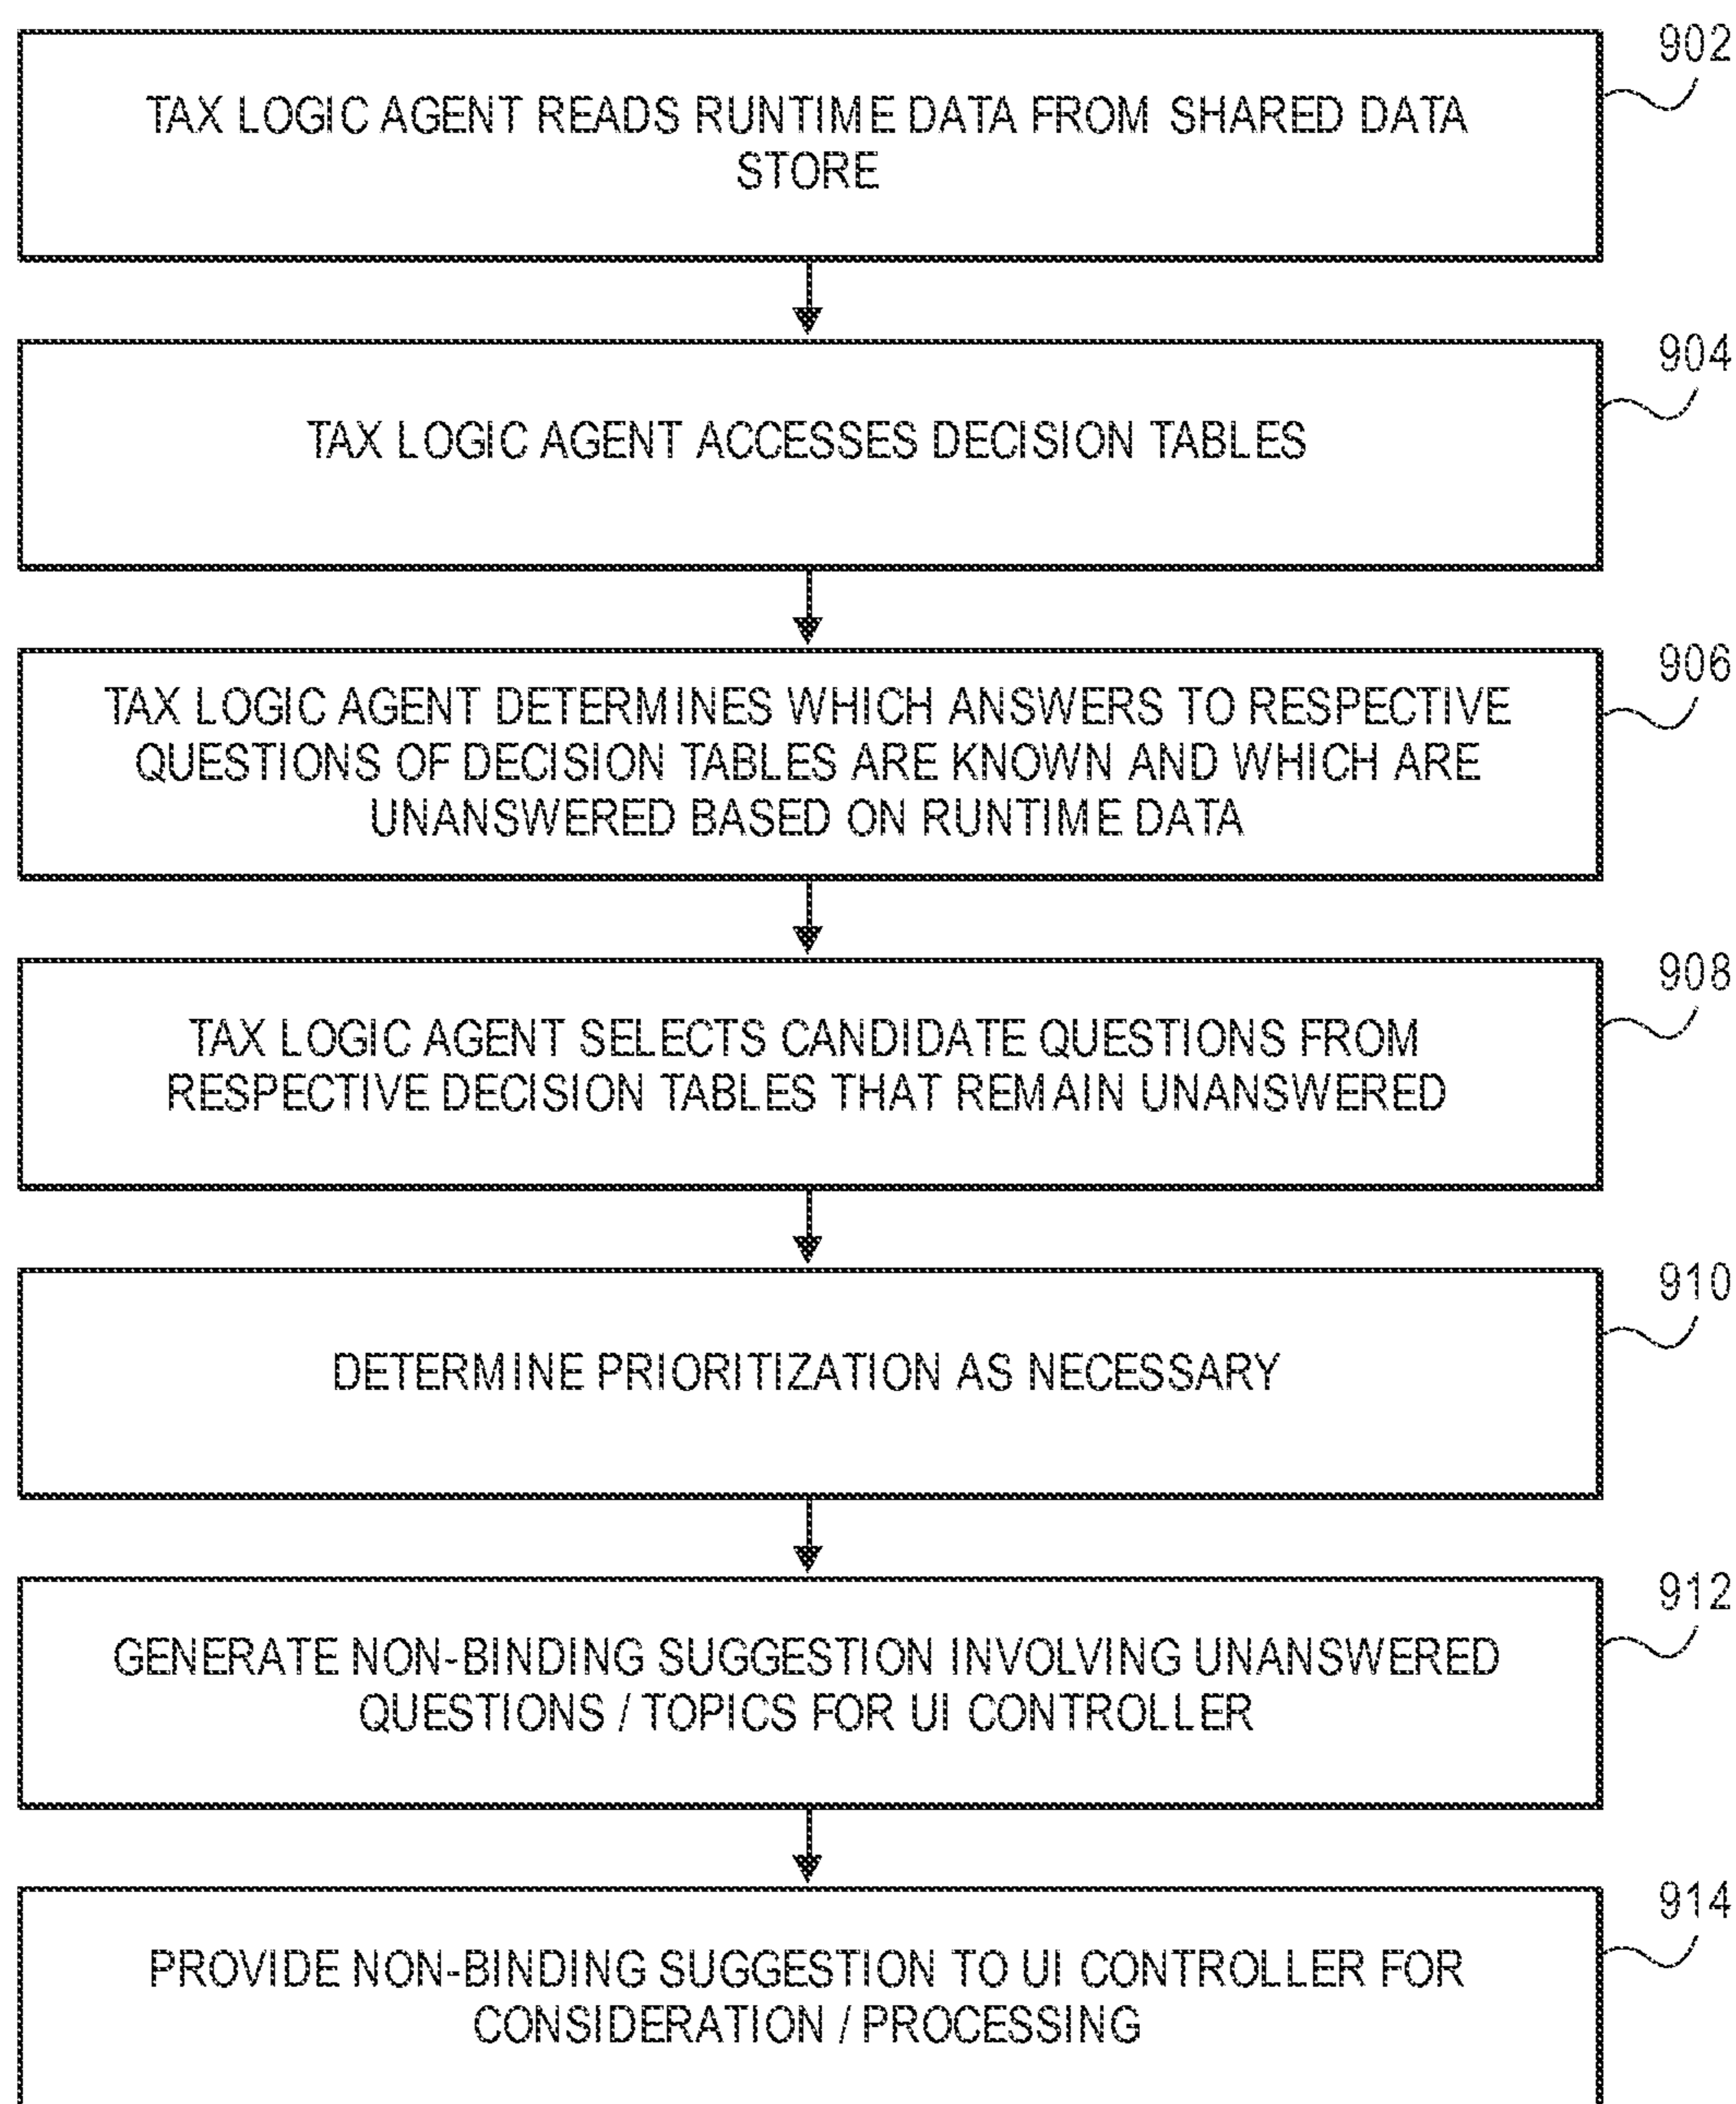 902
TAX LOGIC AGENT READS RUNTIME DATA FROM SHARED DATA
STORE
904
TAX LOGIC AGENT ACCESSES DECISION TABLES
906
TAX LOGIC AGENT DETERMINES WHICH ANSWERS TO RESPECTIVE
QUESTIONS OF DECISION TABLES ARE KNOWN AND WHICH ARE
UNANSWERED BASED ON RUNTIME DATA
908
TAX LOGIC AGENT SELECTS CANDIDATE QUESTIONS FROM
RESPECTIVE DECISION TABLES THAT REMAIN UNANSWERED
910
DETERMINE PRIORITIZATION AS NECESSARY
912
GENERATE NON-BINDING SUGGESTION INVOLVING UNANSWERED
QUESTIONS / TOPICS FOR UI CONTROLLER
914
PROVIDE NON-BINDING SUGGESTION TO UI CONTROLLER FOR
CONSIDERATION / PROCESSING